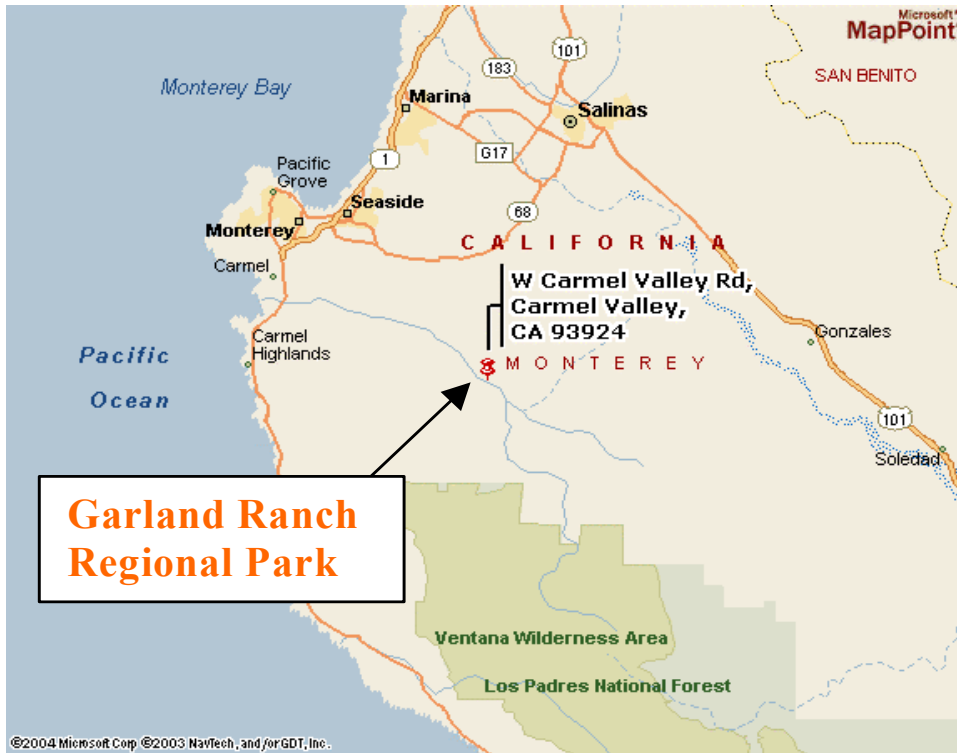 Microsoft®
MapPoint®
SAN BENITO
101
183
Monterey Bay
Marina
Salinas
G17
1
Pacific
Grove
Seaside
68
Monterey
CALIFORNIA
Carmel
W Carmel Valley Rd,
Carmel Valley,
CA 93924
Gonzales
Carmel
Highlands
Pacific
Ocean
MONTEREY
101
Soledad
Garland Ranch
Regional Park
Ventana Wilderness Area
Los Padres National Forest
©2004 Microsoft Corp ©2003 NavTech, and/or GDT, Inc.